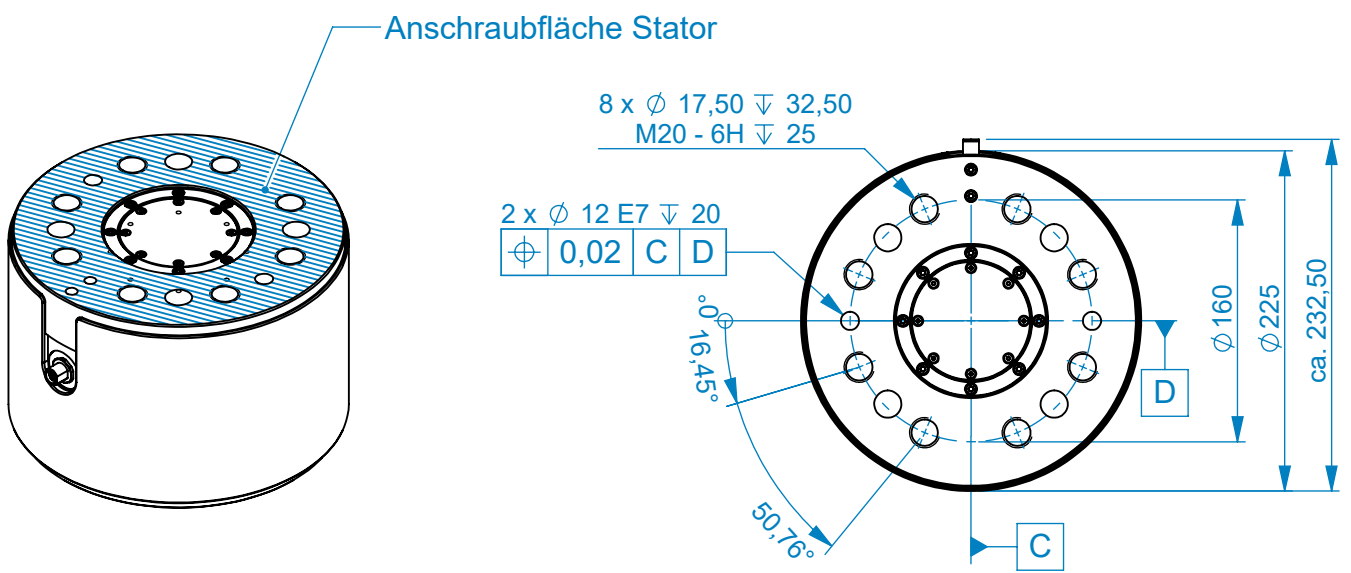 Anschraubfläche Stator
8 x ∅ 17,50 ↧ 32,50
M20 - 6H ↧ 25
2 x ∅ 12 E7 ↧ 20
⌖ 0,02 C D
0°
16,45°
50,76°
∅160
∅225
ca. 232,50
D
C